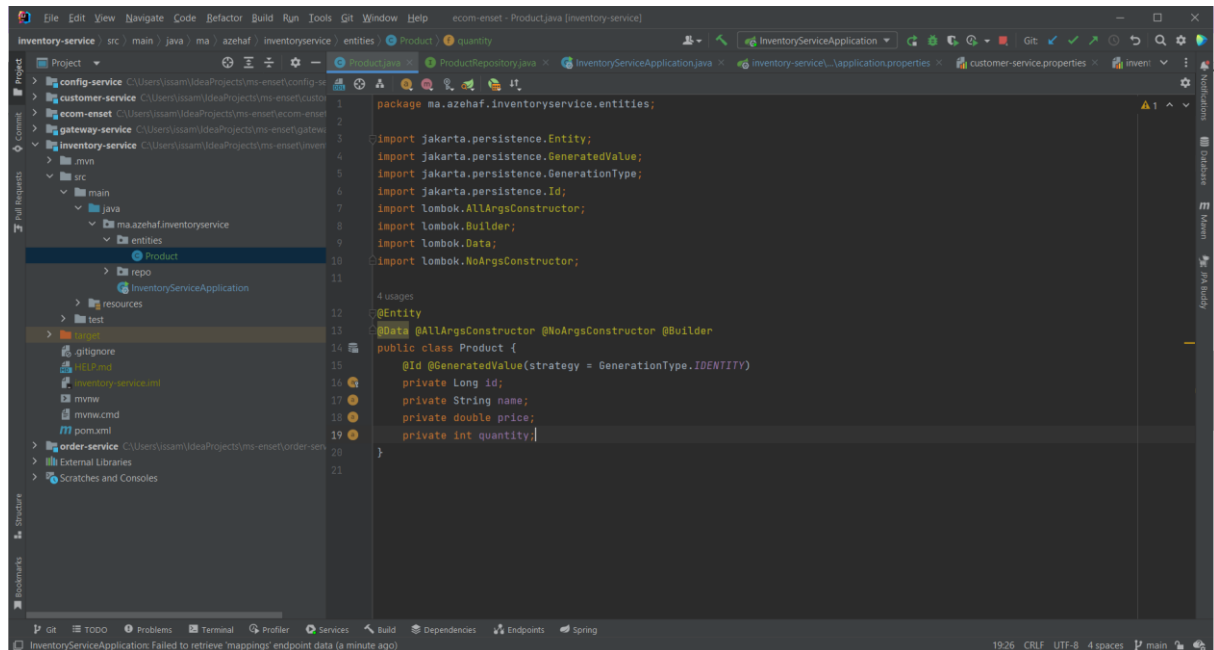 File Edit View Navigate Code Refactor Build Run Tools Git Window Help ecom-enset - Product.java [inventory-service]
inventory-service src main java ma azehaf inventoryservice entities Product quantity
InventoryServiceApplication Git:
Project
Product.java ProductRepository.java InventoryServiceApplication.java inventory-service\...\application.properties customer-service.properties invent
config-service C:\Users\issam\IdeaProjects\ms-enset\config-se
customer-service C:\Users\issam\IdeaProjects\ms-enset\custo
ecom-enset C:\Users\issam\IdeaProjects\ms-enset\ecom-enset
gateway-service C:\Users\issam\IdeaProjects\ms-enset\gatew
inventory-service C:\Users\issam\IdeaProjects\ms-enset\inven
.mvn
src
main
java
ma.azehaf.inventoryservice
entities
Product
repo
InventoryServiceApplication
resources
test
target
.gitignore
HELP.md
inventory-service.iml
mvnw
mvnw.cmd
pom.xml
order-service C:\Users\issam\IdeaProjects\ms-enset\order-serv
External Libraries
Scratches and Consoles
1 package ma.azehaf.inventoryservice.entities;
2
3 import jakarta.persistence.Entity;
4 import jakarta.persistence.GeneratedValue;
5 import jakarta.persistence.GenerationType;
6 import jakarta.persistence.Id;
7 import lombok.AllArgsConstructor;
8 import lombok.Builder;
9 import lombok.Data;
10 import lombok.NoArgsConstructor;
11
4 usages
12 @Entity
13 @Data @AllArgsConstructor @NoArgsConstructor @Builder
14 public class Product {
15 @Id @GeneratedValue(strategy = GenerationType.IDENTITY)
16 private Long id;
17 private String name;
18 private double price;
19 private int quantity;
20 }
21
1
Project
Commit
Pull Requests
Structure
Bookmarks
Notifications
Database
Maven
JPA Buddy
Git TODO Problems Terminal Profiler Services Build Dependencies Endpoints Spring
InventoryServiceApplication: Failed to retrieve 'mappings' endpoint data (a minute ago)
19:26 CRLF UTF-8 4 spaces main